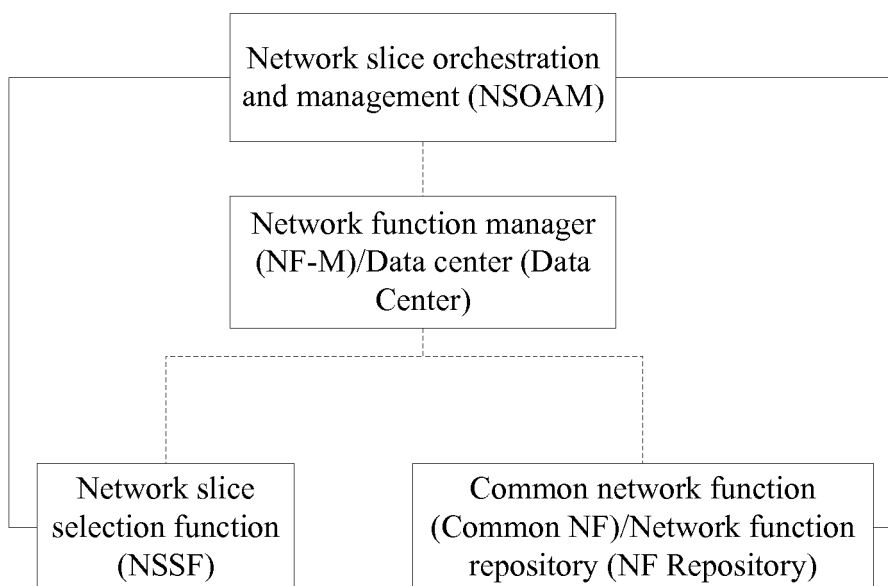 Network slice orchestration
and management (NSOAM)
Network function manager
(NF-M)/Data center (Data
Center)
Network slice
selection function
(NSSF)
Common network function
(Common NF)/Network function
repository (NF Repository)